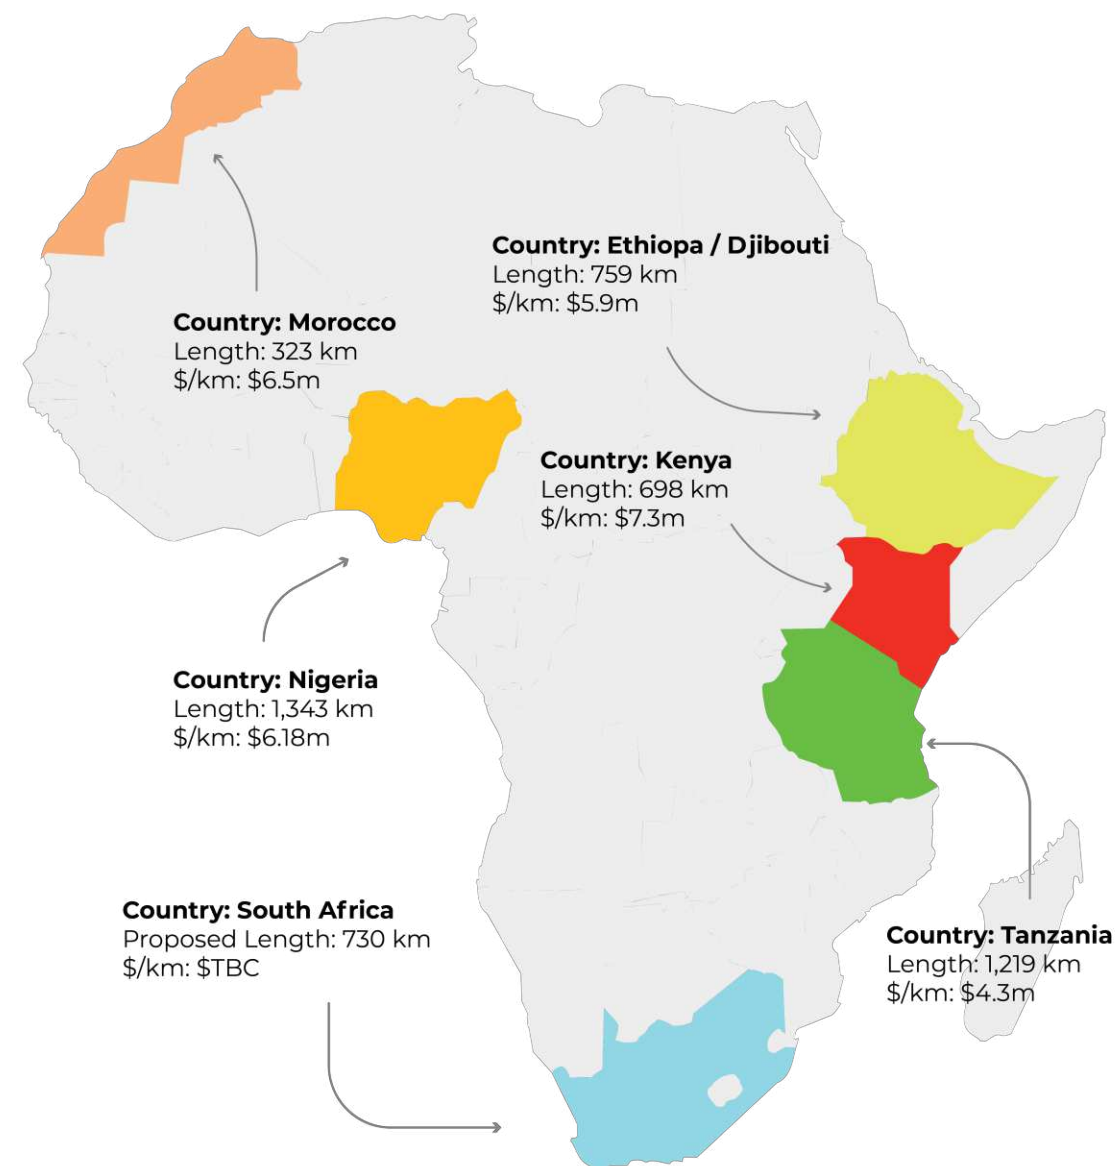 Country: Ethiopa / Djibouti
Length: 759 km
$/km: $5.9m
Country: Morocco
Length: 323 km
$/km: $6.5m
Country: Kenya
Length: 698 km
$/km: $7.3m
Country: Nigeria
Length: 1,343 km
$/km: $6.18m
Country: South Africa
Proposed Length: 730 km
$/km: $TBC
Country: Tanzania
Length: 1,219 km
$/km: $4.3m